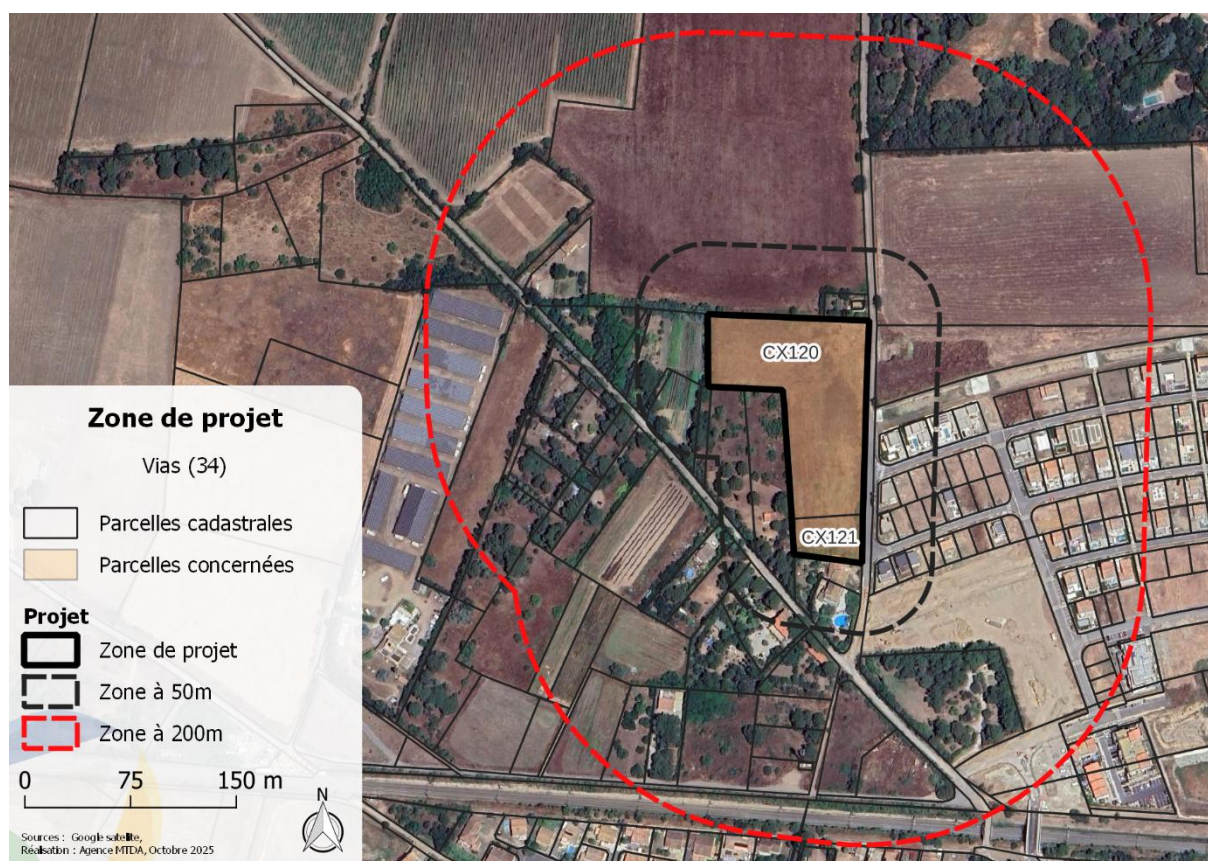 CX120
CX121
Zone de projet
Vias (34)
Parcelles cadastrales
Parcelles concernées
Projet
Zone de projet
Zone à 50m
Zone à 200m
0 75 150 m
N
Sources : Google satellite,
Réalisation : Agence MTDA, Octobre 2025